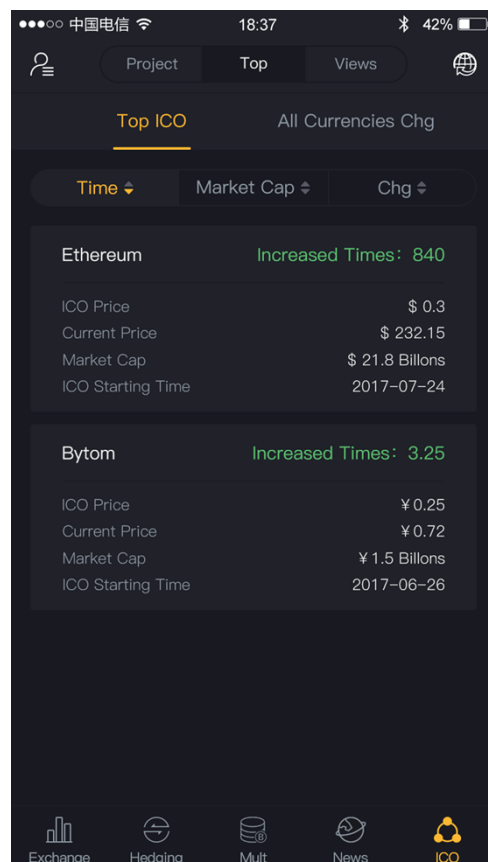 中国电信 18:37 42%
Project Top Views
Top ICO All Currencies Chg
Time Market Cap Chg
Ethereum Increased Times: 840
ICO Price $ 0.3
Current Price $ 232.15
Market Cap $ 21.8 Billons
ICO Starting Time 2017-07-24
Bytom Increased Times: 3.25
ICO Price ¥ 0.25
Current Price ¥ 0.72
Market Cap ¥ 1.5 Billons
ICO Starting Time 2017-06-26
Exchange Hedging Mult News ICO